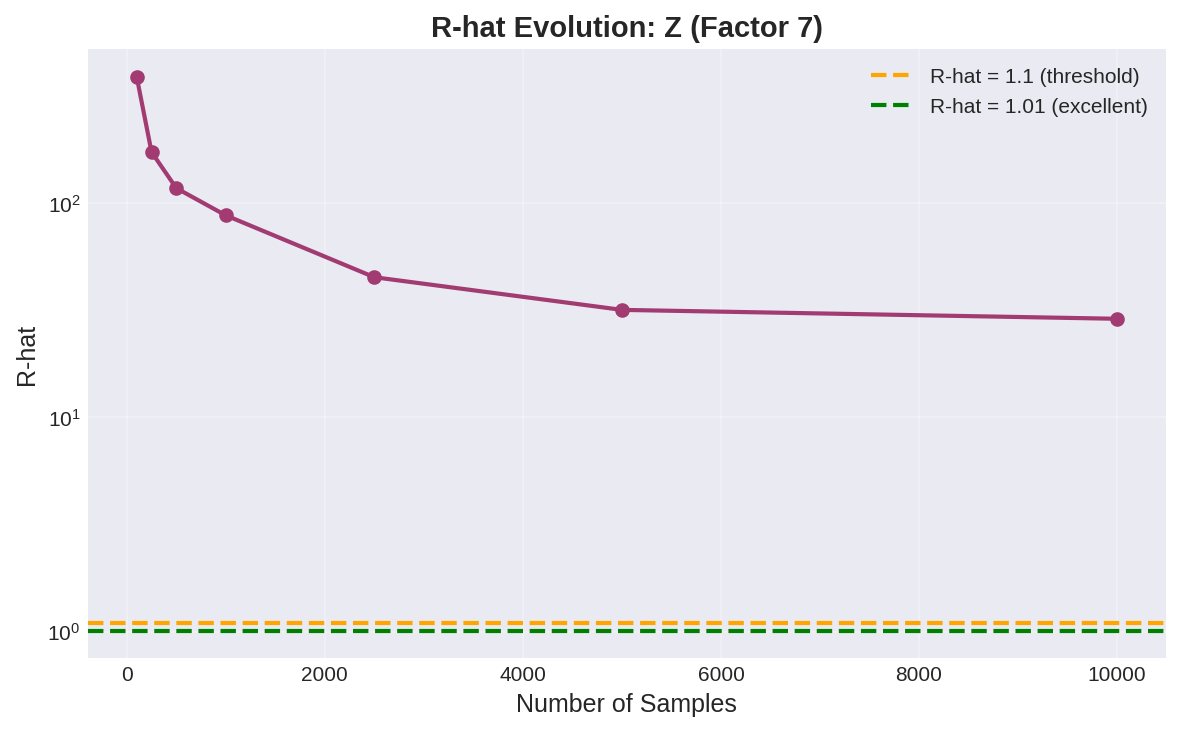 R-hat Evolution: Z (Factor 7)
R-hat = 1.1 (threshold)
R-hat = 1.01 (excellent)
R-hat
10²
10¹
10⁰
0 2000 4000 6000 8000 10000
Number of Samples